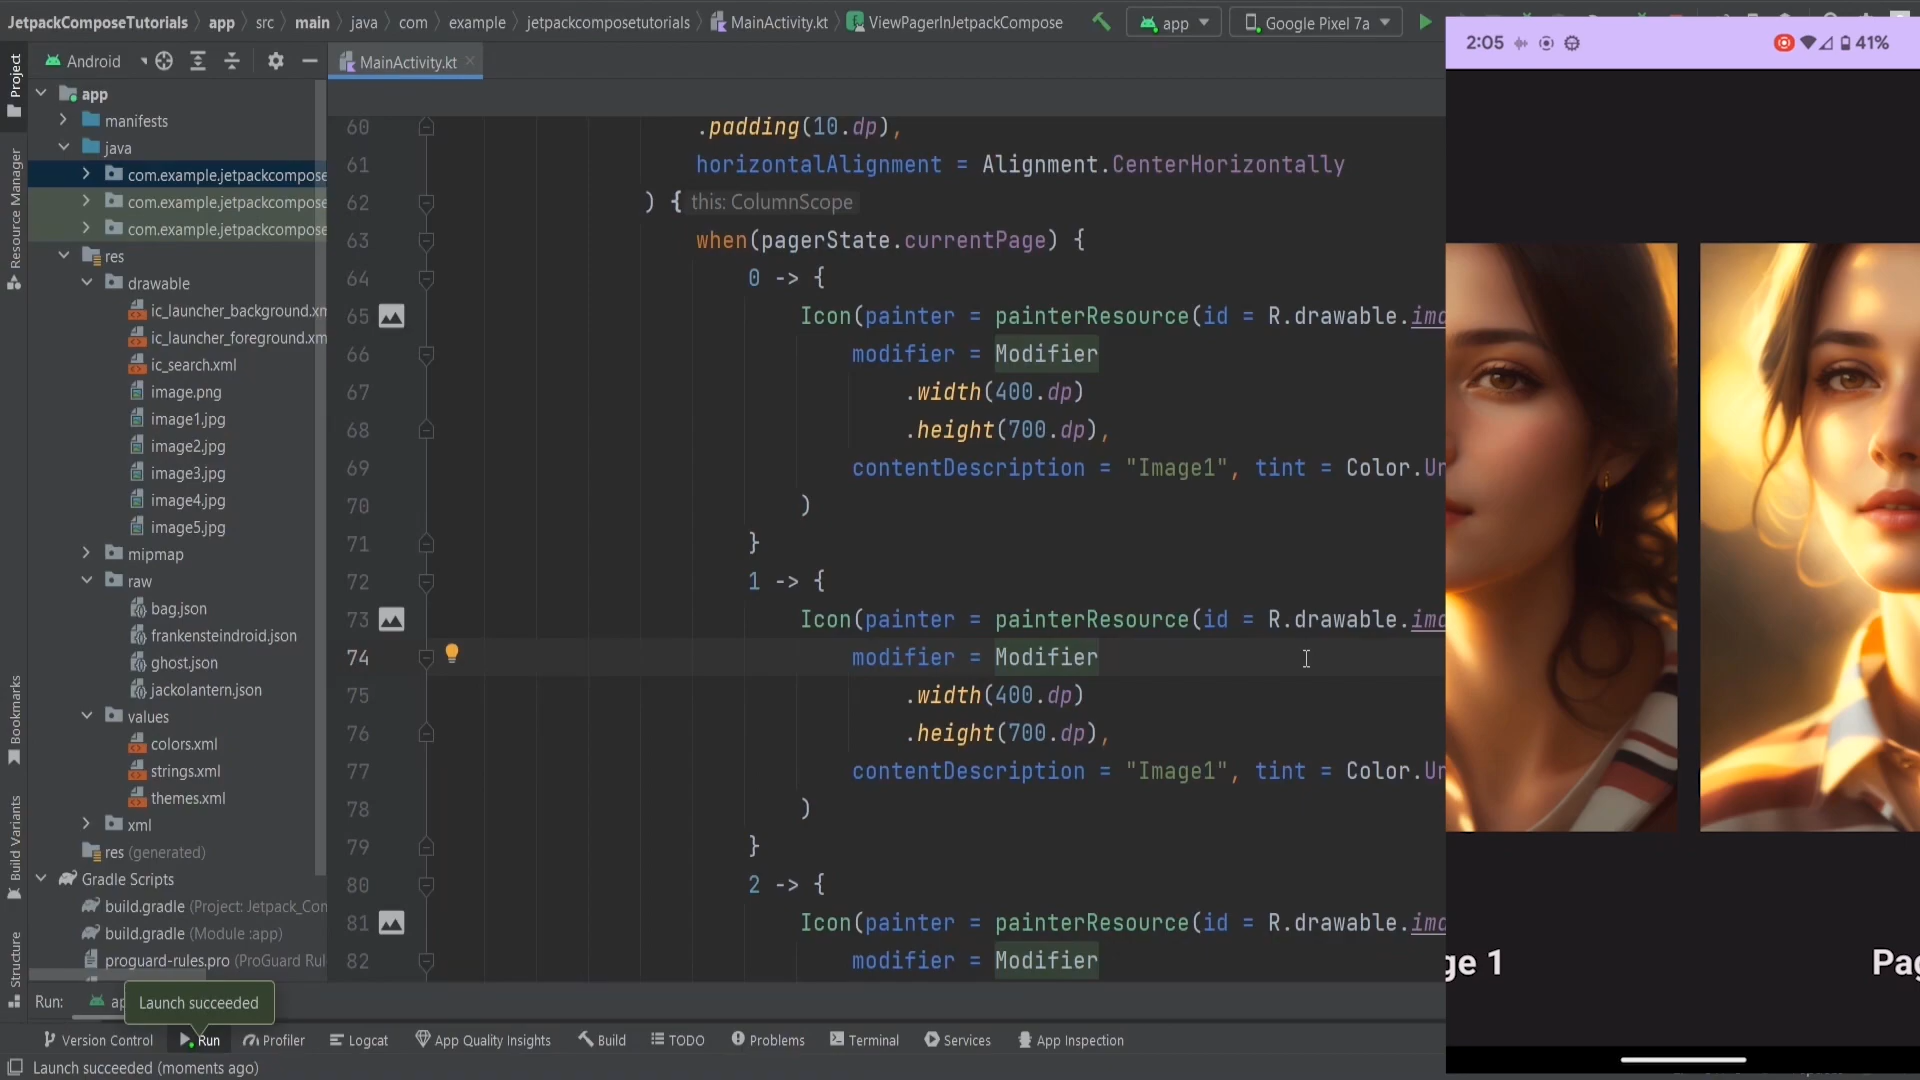 JetpackComposeTutorials > app > src > main > java > com > example > jetpackcomposetutorials > MainActivity.kt > ViewPagerInJetpackCompose
app
Google Pixel 7a
Android
MainActivity.kt
Project
Resource Manager
Bookmarks
Build Variants
Structure
app
manifests
java
com.example.jetpackcompose
com.example.jetpackcompose
com.example.jetpackcompose
res
drawable
ic_launcher_background.xm
ic_launcher_foreground.xm
ic_search.xml
image.png
image1.jpg
image2.jpg
image3.jpg
image4.jpg
image5.jpg
mipmap
raw
bag.json
frankensteindroid.json
ghost.json
jackolantern.json
values
colors.xml
strings.xml
themes.xml
xml
res (generated)
Gradle Scripts
build.gradle (Project: Jetpack_Con
build.gradle (Module :app)
proguard-rules.pro (ProGuard Rul
60 .padding(10.dp),
61 horizontalAlignment = Alignment.CenterHorizontally
62 ) { this: ColumnScope
63 when(pagerState.currentPage) {
64 0 -> {
65 Icon(painter = painterResource(id = R.drawable.ima
66 modifier = Modifier
67 .width(400.dp)
68 .height(700.dp),
69 contentDescription = "Image1", tint = Color.Un
70 )
71 }
72 1 -> {
73 Icon(painter = painterResource(id = R.drawable.ima
74 modifier = Modifier
75 .width(400.dp)
76 .height(700.dp),
77 contentDescription = "Image1", tint = Color.Un
78 )
79 }
80 2 -> {
81 Icon(painter = painterResource(id = R.drawable.ima
82 modifier = Modifier
2:05
41%
ge 1
Pag
Run: ap
Launch succeeded
Version Control Run Profiler Logcat App Quality Insights Build TODO Problems Terminal Services App Inspection
Launch succeeded (moments ago)